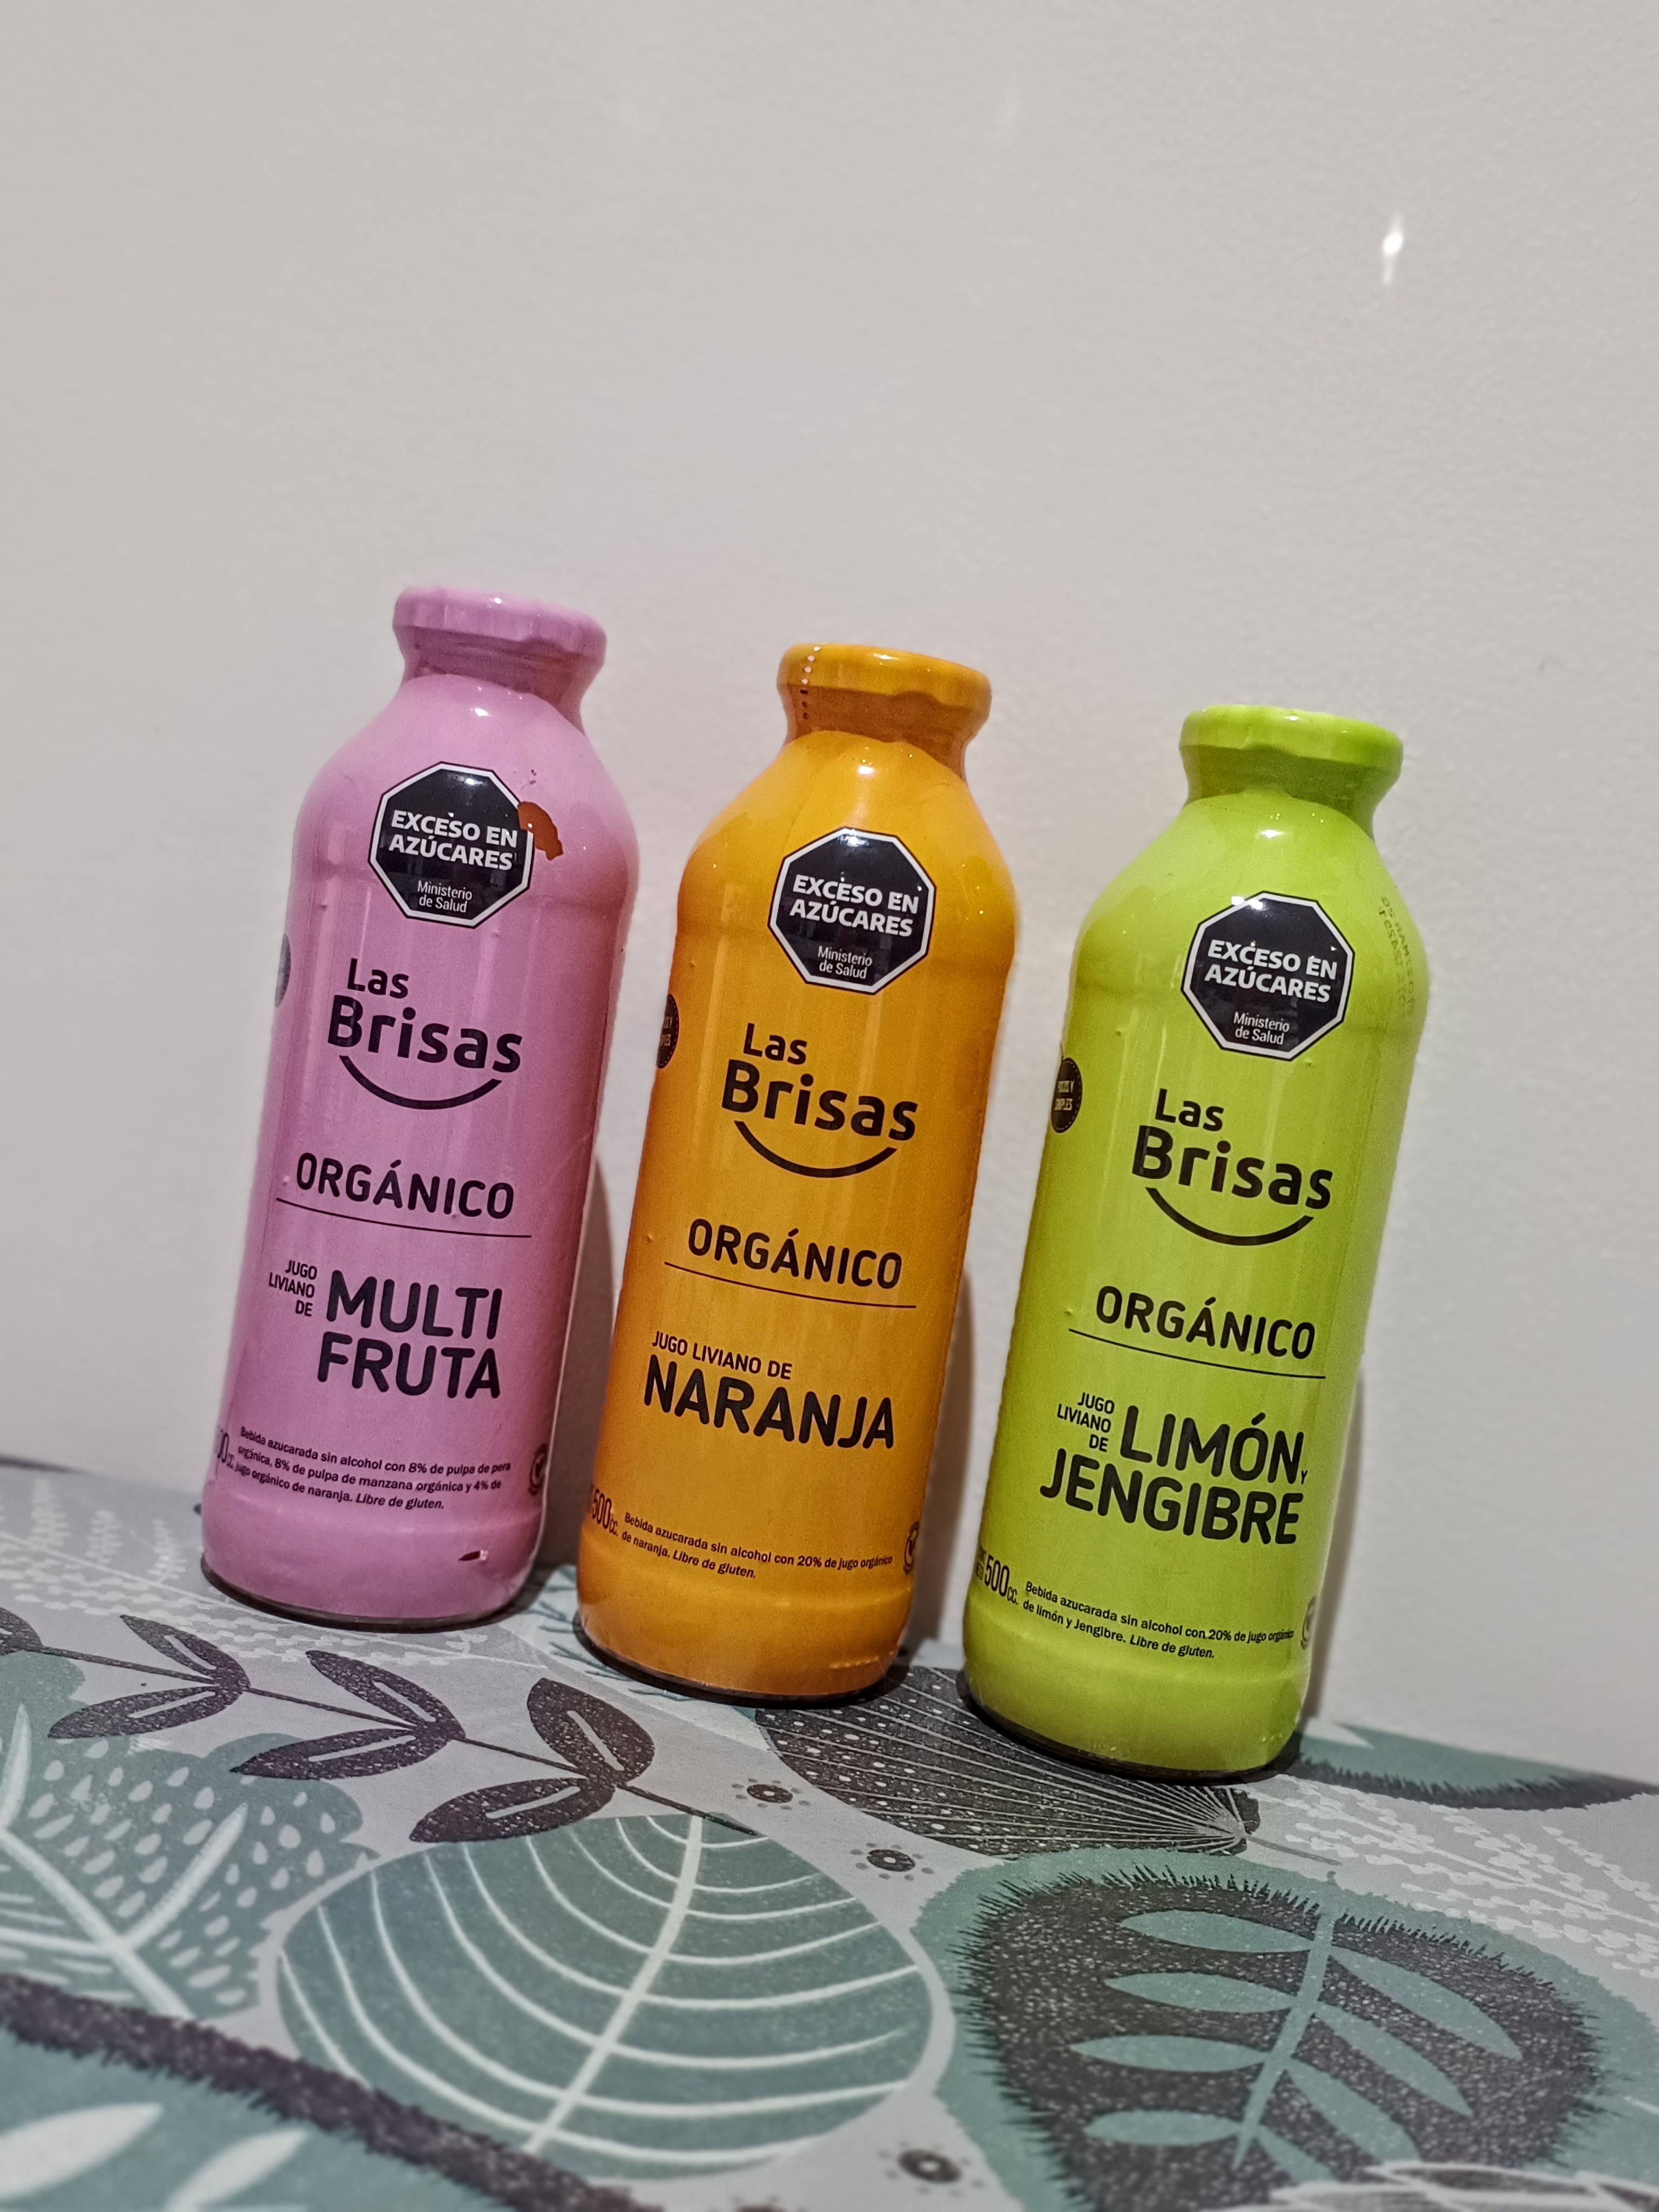 EXCESO EN
AZÚCARES
Ministerio
de Salud
Las
Brisas
ORGÁNICO
JUGO
LIVIANO
DE
MULTI
FRUTA
Bebida azucarada sin alcohol con 8% de pulpa de pera
orgánica, 8% de pulpa de manzana orgánica y 4% de
jugo orgánico de naranja. Libre de gluten.
EXCESO EN
AZÚCARES
Ministerio
de Salud
Las
Brisas
ORGÁNICO
JUGO LIVIANO DE
NARANJA
500cc.
Bebida azucarada sin alcohol con 20% de jugo orgánico
de naranja. Libre de gluten.
EXCESO EN
AZÚCARES
Ministerio
de Salud
Las
Brisas
ORGÁNICO
JUGO
LIVIANO
DE
LIMÓN Y
JENGIBRE
500cc.
Bebida azucarada sin alcohol con 20% de jugo orgánico
de limón y Jengibre. Libre de gluten.